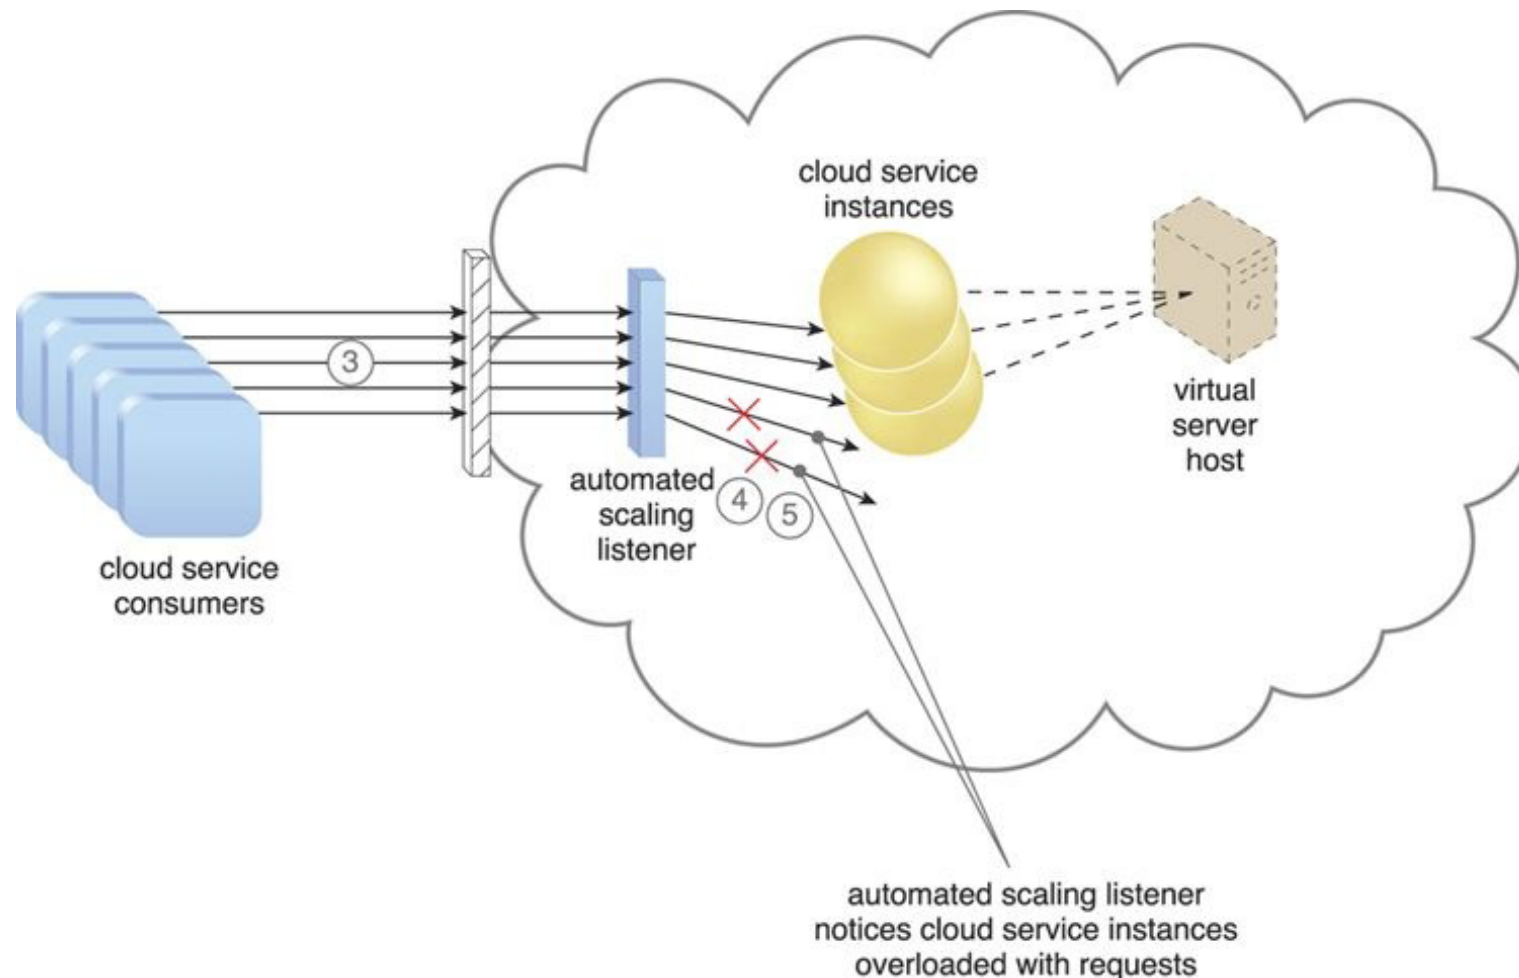 cloud service
instances
3
virtual
server
host
automated
scaling
listener
4
5
cloud service
consumers
automated scaling listener
notices cloud service instances
overloaded with requests